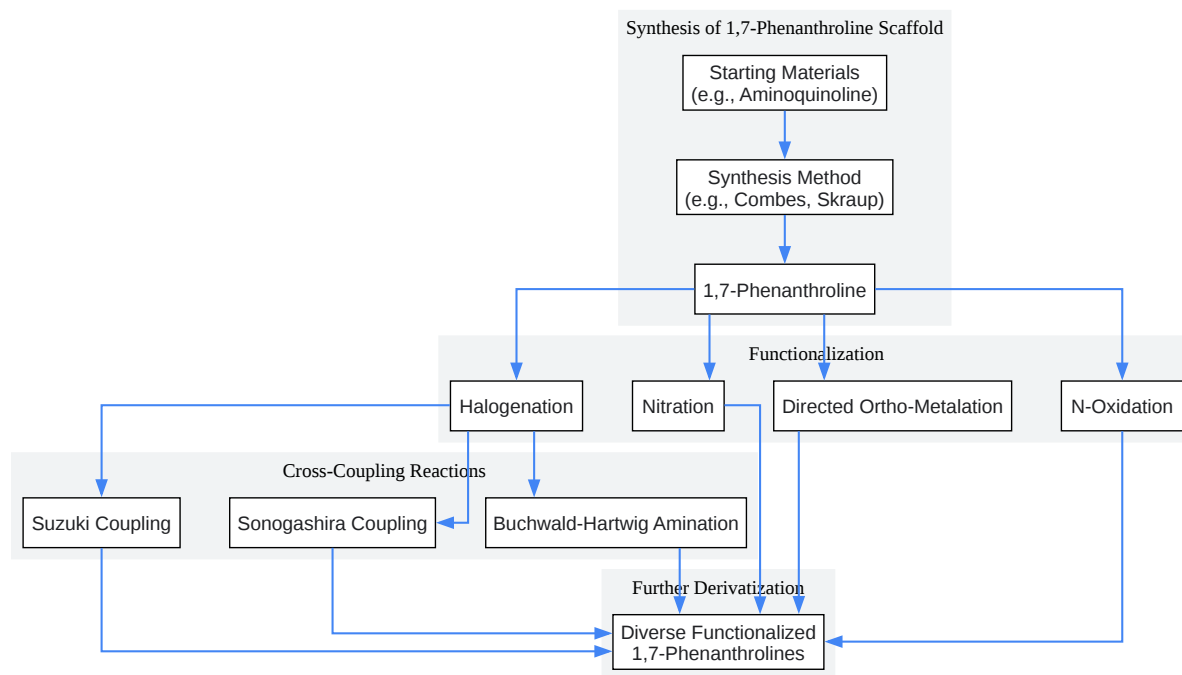 Synthesis of 1,7-Phenanthroline Scaffold
Starting Materials
(e.g., Aminoquinoline)
Synthesis Method
(e.g., Combes, Skraup)
1,7-Phenanthroline
Functionalization
Halogenation
Nitration
Directed Ortho-Metalation
N-Oxidation
Cross-Coupling Reactions
Suzuki Coupling
Sonogashira Coupling
Buchwald-Hartwig Amination
Further Derivatization
Diverse Functionalized
1,7-Phenanthrolines